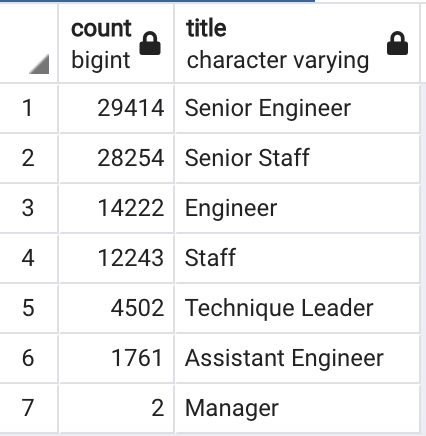 count title
bigint character varying
1 29414 Senior Engineer
2 28254 Senior Staff
3 14222 Engineer
4 12243 Staff
5 4502 Technique Leader
6 1761 Assistant Engineer
7 2 Manager